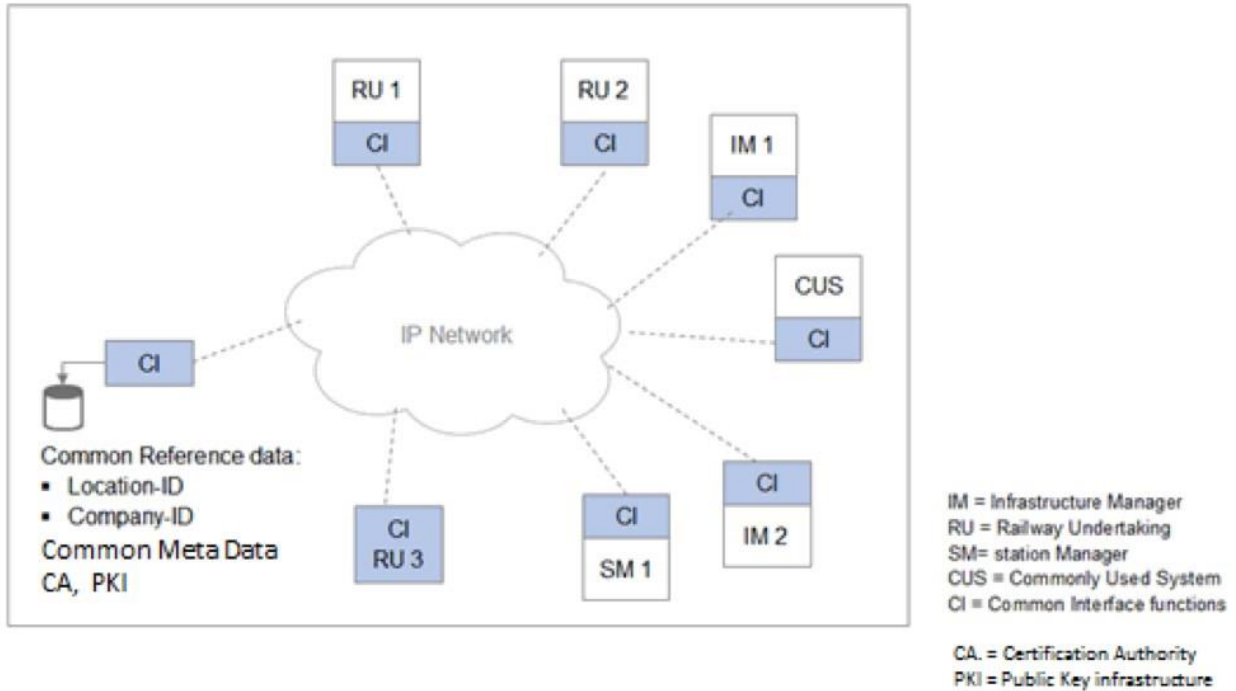 RU 1
CI
RU 2
CI
IM 1
CI
CUS
CI
IP Network
CI
Common Reference data:
▪ Location-ID
▪ Company-ID
Common Meta Data
CA, PKI
CI
RU 3
CI
SM 1
CI
IM 2
IM = Infrastructure Manager
RU = Railway Undertaking
SM= station Manager
CUS = Commonly Used System
CI = Common Interface functions
CA. = Certification Authority
PKI = Public Key infrastructure